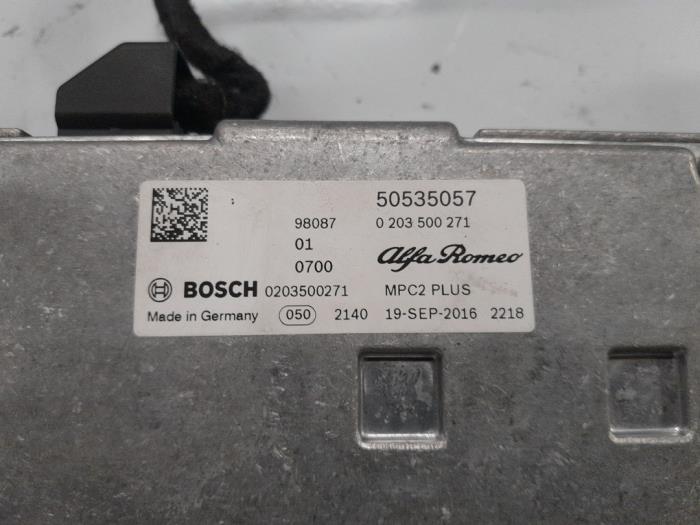 50535057
98087 0 203 500 271
01
0700 Alfa Romeo
BOSCH 0203500271 MPC2 PLUS
Made in Germany 050 2140 19-SEP-2016 2218